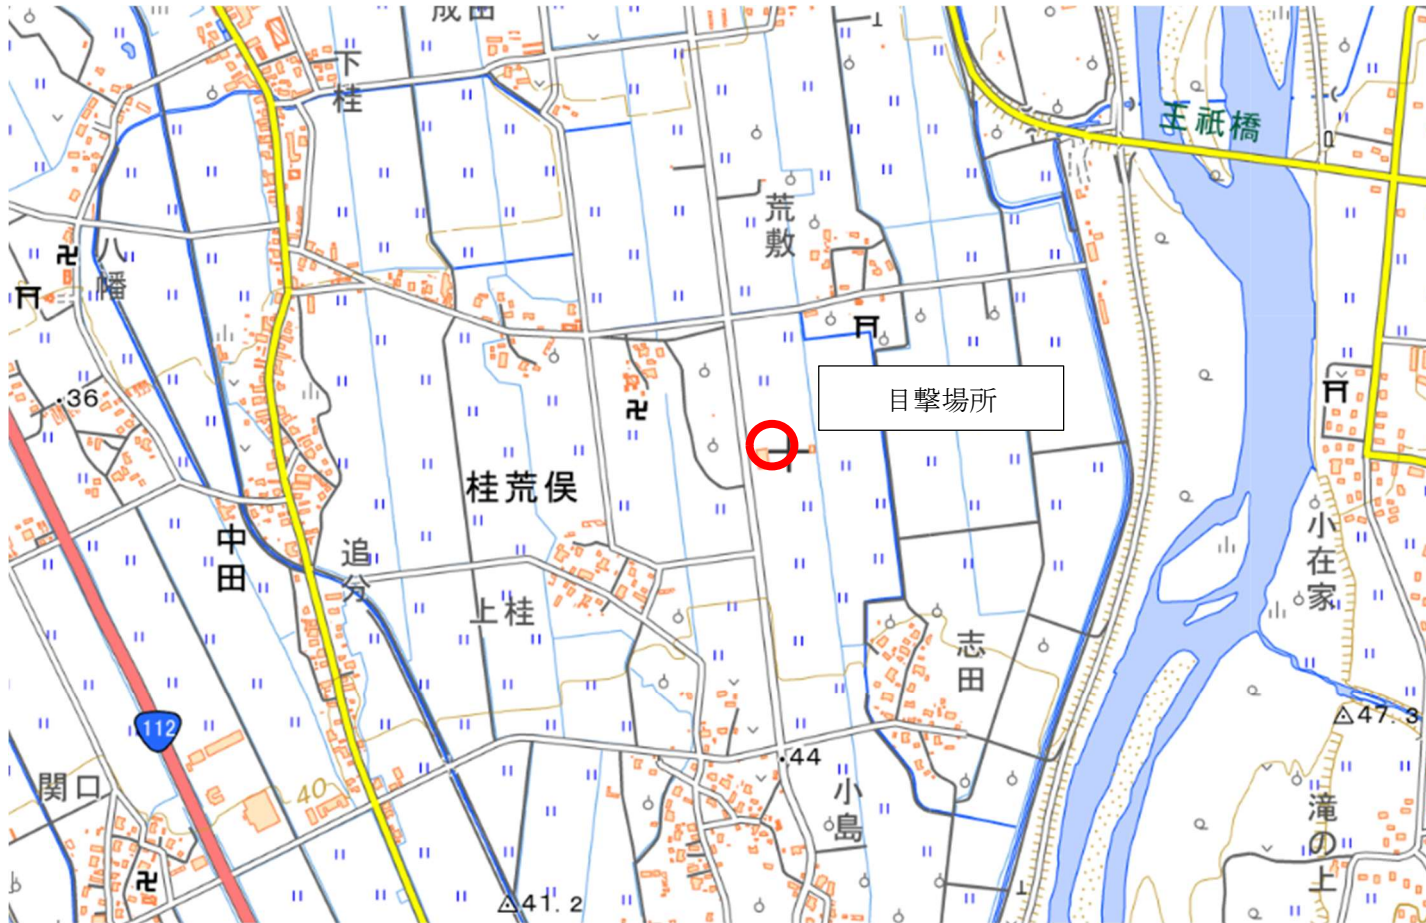 成田
下桂
王祇橋
荒敷
八幡
36
目撃場所
桂荒俣
中田
追分
上桂
小在家
志田
112
47.3
44
関口
40
小島
滝の上
41.2